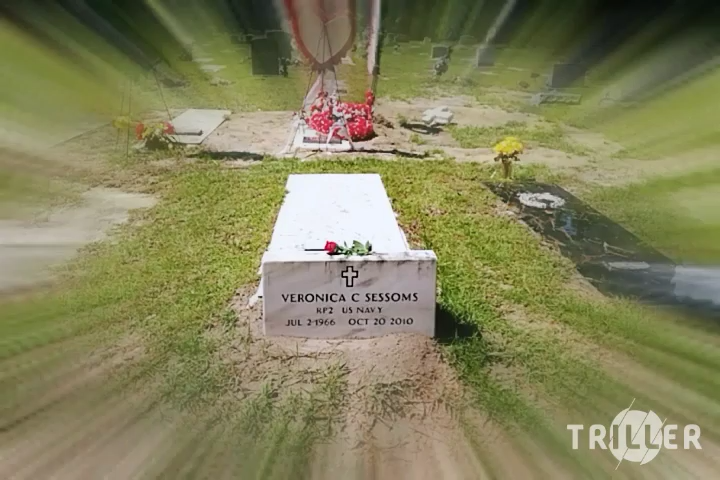 VERONICA C SESSOMS
RP2 US NAVY
JUL 2 1966 OCT 20 2010
TRILLER